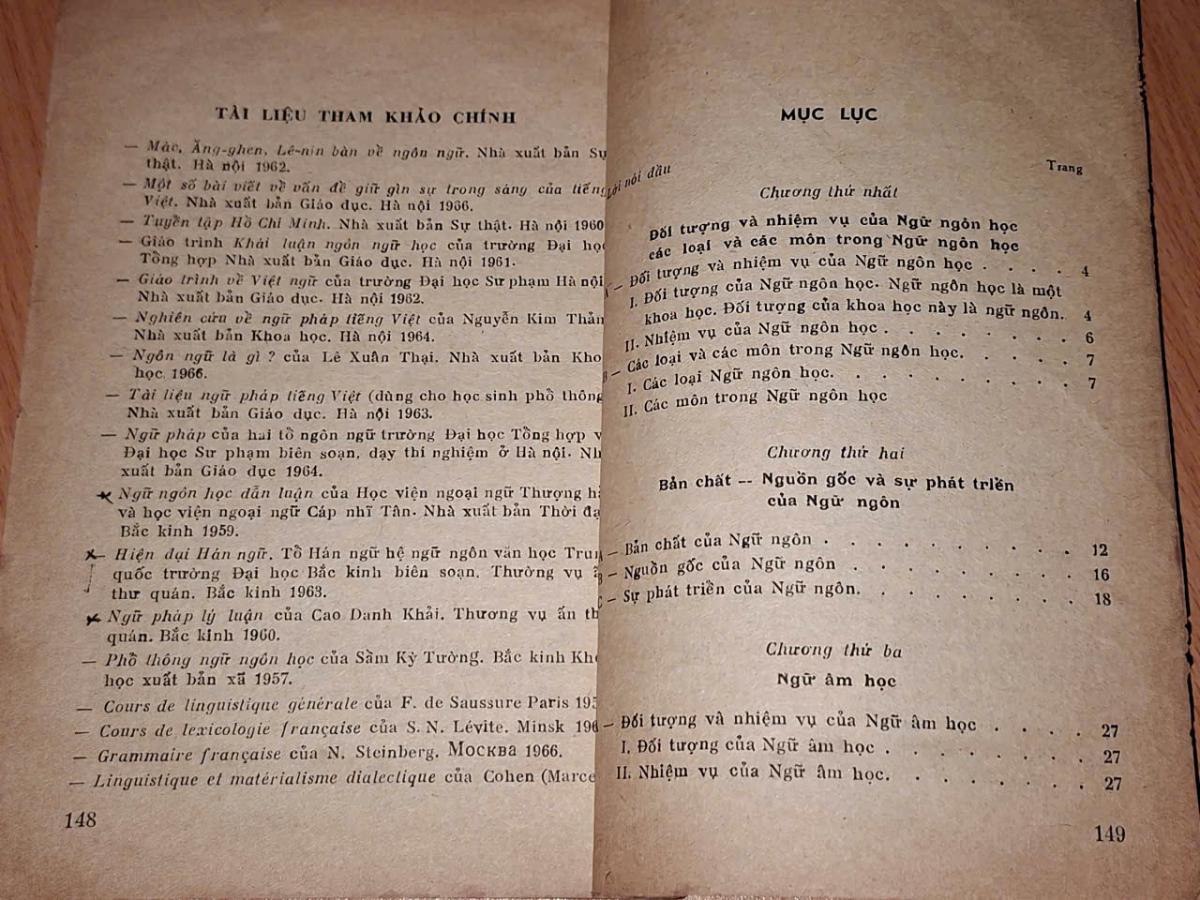 TÀI LIỆU THAM KHẢO CHÍNH
— Mác, Ăng-ghen, Lê-nin bàn về ngôn ngữ. Nhà xuất bản Sự
thật. Hà nội 1962.
— Một số bài viết về vấn đề giữ gìn sự trong sáng của tiếng
Việt. Nhà xuất bản Giáo dục. Hà nội 1966.
— Tuyển tập Hồ Chí Minh. Nhà xuất bản Sự thật. Hà nội 1960
— Giáo trình Khái luận ngôn ngữ học của trường Đại học
Tổng hợp Nhà xuất bản Giáo dục. Hà nội 1961.
— Giáo trình về Việt ngữ của trường Đại học Sư phạm Hà nội.
Nhà xuất bản Giáo dục. Hà nội 1962.
— Nghiên cứu về ngữ pháp tiếng Việt của Nguyễn Kim Thản
Nhà xuất bản Khoa học. Hà nội 1964.
— Ngôn ngữ là gì ? của Lê Xuân Thại. Nhà xuất bản Kho
học. 1966.
— Tài liệu ngữ pháp tiếng Việt (dùng cho học sinh phổ thông
Nhà xuất bản Giáo dục. Hà nội 1963.
— Ngữ pháp của hai tổ ngôn ngữ trường Đại học Tổng hợp v
Đại học Sư phạm biên soạn, dạy thí nghiệm ở Hà nội. Nh
xuất bản Giáo dục 1964.
— Ngữ ngôn học dẫn luận của Học viện ngoại ngữ Thượng hả
và học viện ngoại ngữ Cáp nhĩ Tân. Nhà xuất bản Thời đạ
Bắc kinh 1959.
— Hiện đại Hán ngữ. Tổ Hán ngữ hệ ngữ ngôn văn học Trun
quốc trường Đại học Bắc kinh biên soạn. Thường vụ ấ
thư quán. Bắc kinh 1963.
— Ngữ pháp lý luận của Cao Danh Khải. Thương vụ ấn th
quán. Bắc kinh 1960.
— Phổ thông ngữ ngôn học của Sầm Kỳ Tường. Bắc kinh Kho
học xuất bản xã 1957.
— Cours de linguistique générale của F. de Saussure Paris 195
— Cours de lexicologie française của S. N. Lévite. Minsk 196
— Grammaire française của N. Steinberg. Москва 1966.
— Linguistique et matérialisme dialectique của Cohen (Marce
148
MỤC LỤC
Trang
Lời nói đầu
Chương thứ nhất
Đối tượng và nhiệm vụ của Ngữ ngôn học
các loại và các môn trong Ngữ ngôn học
A — Đối tượng và nhiệm vụ của Ngữ ngôn học . . . . 4
I. Đối tượng của Ngữ ngôn học. Ngữ ngôn học là một
khoa học. Đối tượng của khoa học này là ngữ ngôn. 4
II. Nhiệm vụ của Ngữ ngôn học . . . . . . . 6
B — Các loại và các môn trong Ngữ ngôn học. . . . . 7
I. Các loại Ngữ ngôn học. . . . . . . . . 7
II. Các môn trong Ngữ ngôn học
Chương thứ hai
Bản chất — Nguồn gốc và sự phát triển
của Ngữ ngôn
A — Bản chất của Ngữ ngôn . . . . . . . . . 12
B — Nguồn gốc của Ngữ ngôn . . . . . . . . 16
C — Sự phát triển của Ngữ ngôn. . . . . . . . 18
Chương thứ ba
Ngữ âm học
— Đối tượng và nhiệm vụ của Ngữ âm học . . . . 27
I. Đối tượng của Ngữ âm học . . . . . . . 27
II. Nhiệm vụ của Ngữ âm học. . . . . . . 27
149